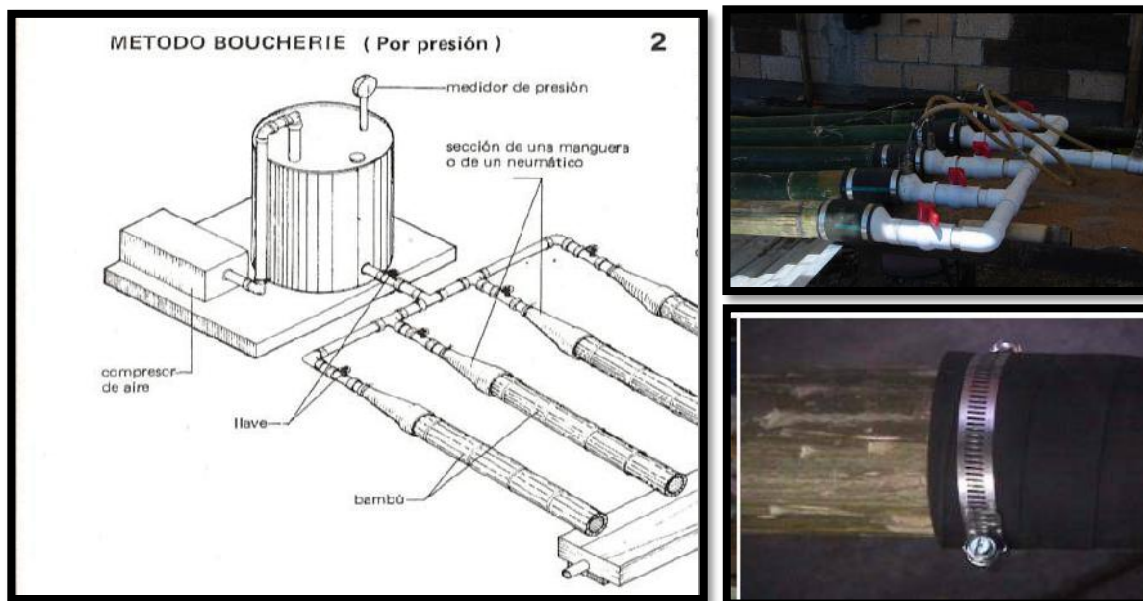 METODO BOUCHERIE ( Por presión )
2
medidor de presión
sección de una manguera
o de un neumático
compresor
de aire
llave
bambú